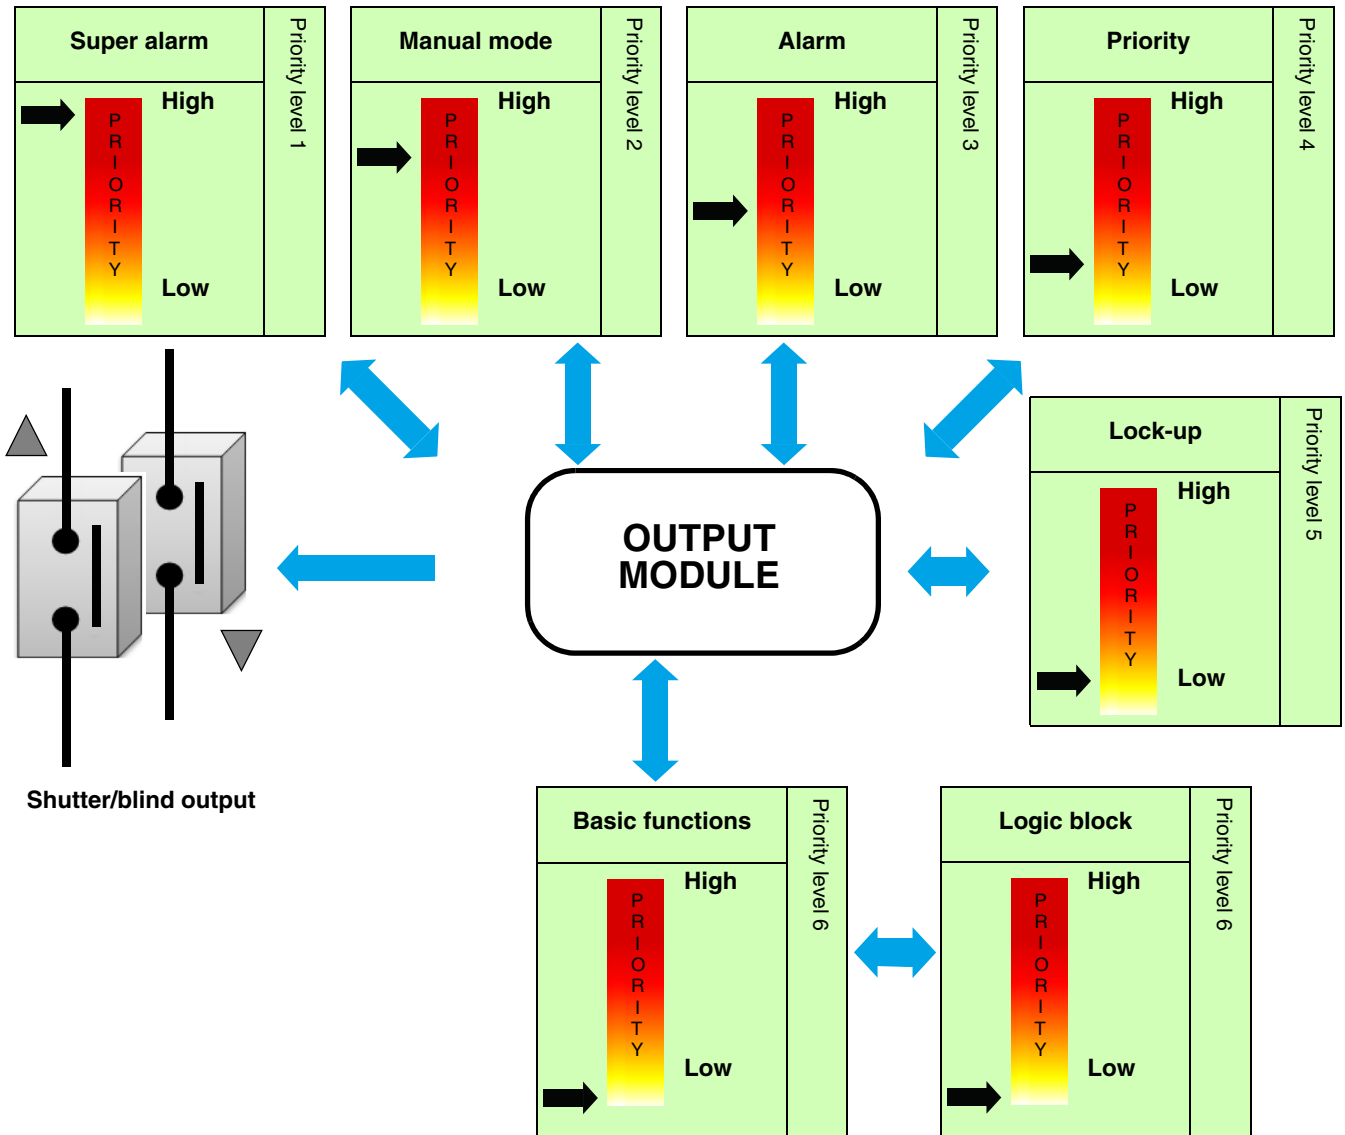 Super alarm
Priority level 1
High
PRIORITY
Low
Manual mode
Priority level 2
High
PRIORITY
Low
Alarm
Priority level 3
High
PRIORITY
Low
Priority
Priority level 4
High
PRIORITY
Low
Lock-up
Priority level 5
High
PRIORITY
Low
OUTPUT
MODULE
Shutter/blind output
Basic functions
Priority level 6
High
PRIORITY
Low
Logic block
Priority level 6
High
PRIORITY
Low